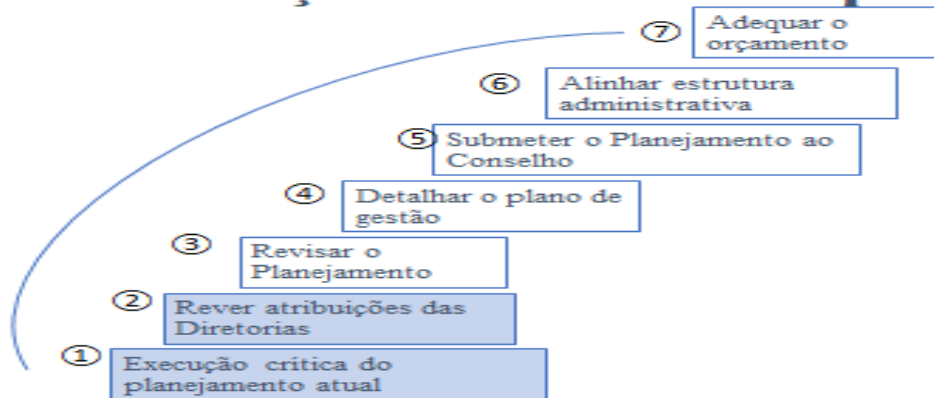 ⑦ Adequar o
orçamento
⑥ Alinhar estrutura
administrativa
⑤ Submeter o Planejamento ao
Conselho
④ Detalhar o plano de
gestão
③ Revisar o
Planejamento
② Rever atribuições das
Diretorias
① Execução crítica do
planejamento atual